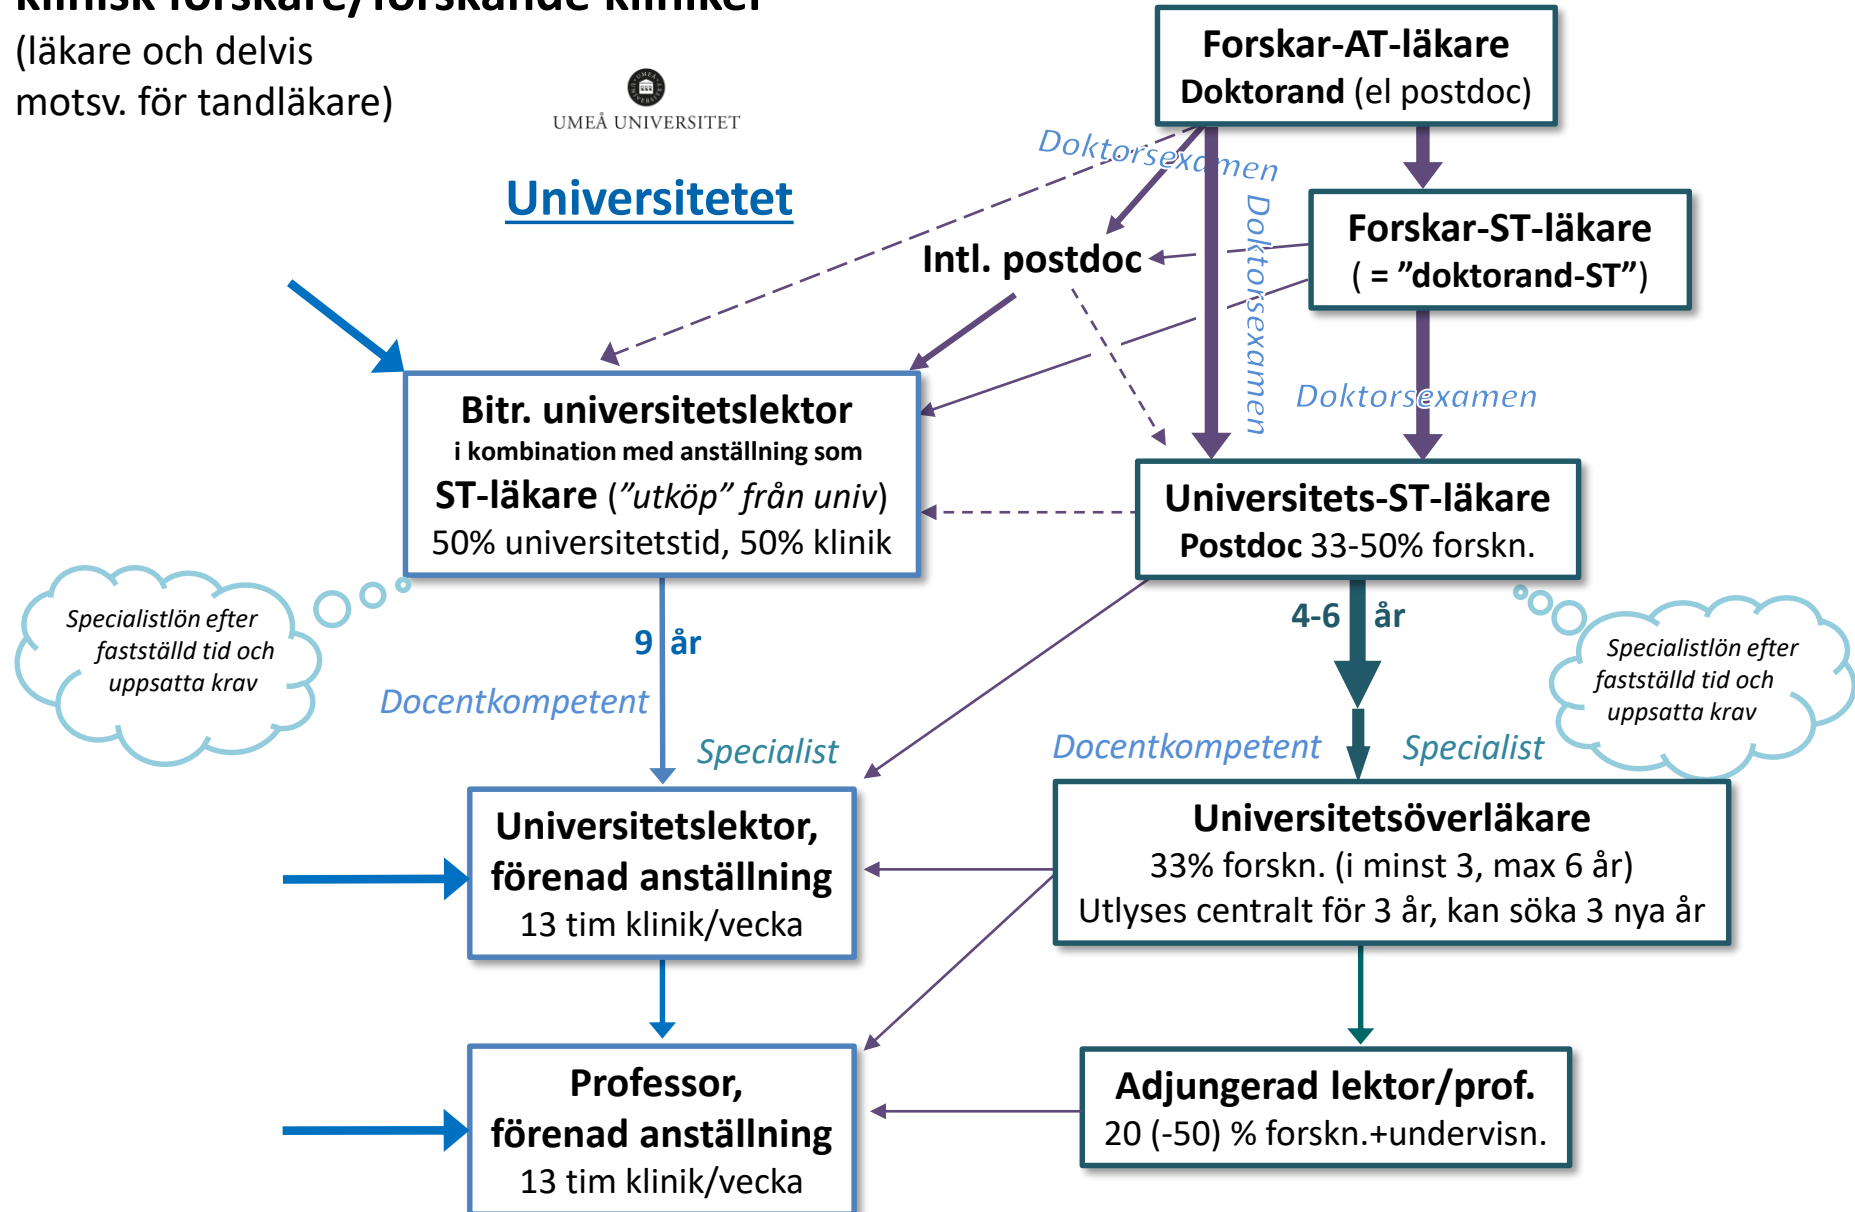 klinisk forskare/forskande kliniker
(läkare och delvis
motsv. för tandläkare)
UMEÅ UNIVERSITET
Universitetet
Forskar-AT-läkare
Doktorand (el postdoc)
Doktorsexamen
Doktorsexamen
Intl. postdoc
Forskar-ST-läkare
( = ”doktorand-ST”)
Doktorsexamen
Bitr. universitetslektor
i kombination med anställning som
ST-läkare (”utköp” från univ)
50% universitetstid, 50% klinik
Universitets-ST-läkare
Postdoc 33-50% forskn.
Specialistlön efter
fastställd tid och
uppsatta krav
9 år
4-6 år
Specialistlön efter
fastställd tid och
uppsatta krav
Docentkompetent
Specialist
Docentkompetent
Specialist
Universitetslektor,
förenad anställning
13 tim klinik/vecka
Universitetsöverläkare
33% forskn. (i minst 3, max 6 år)
Utlyses centralt för 3 år, kan söka 3 nya år
Professor,
förenad anställning
13 tim klinik/vecka
Adjungerad lektor/prof.
20 (-50) % forskn.+undervisn.